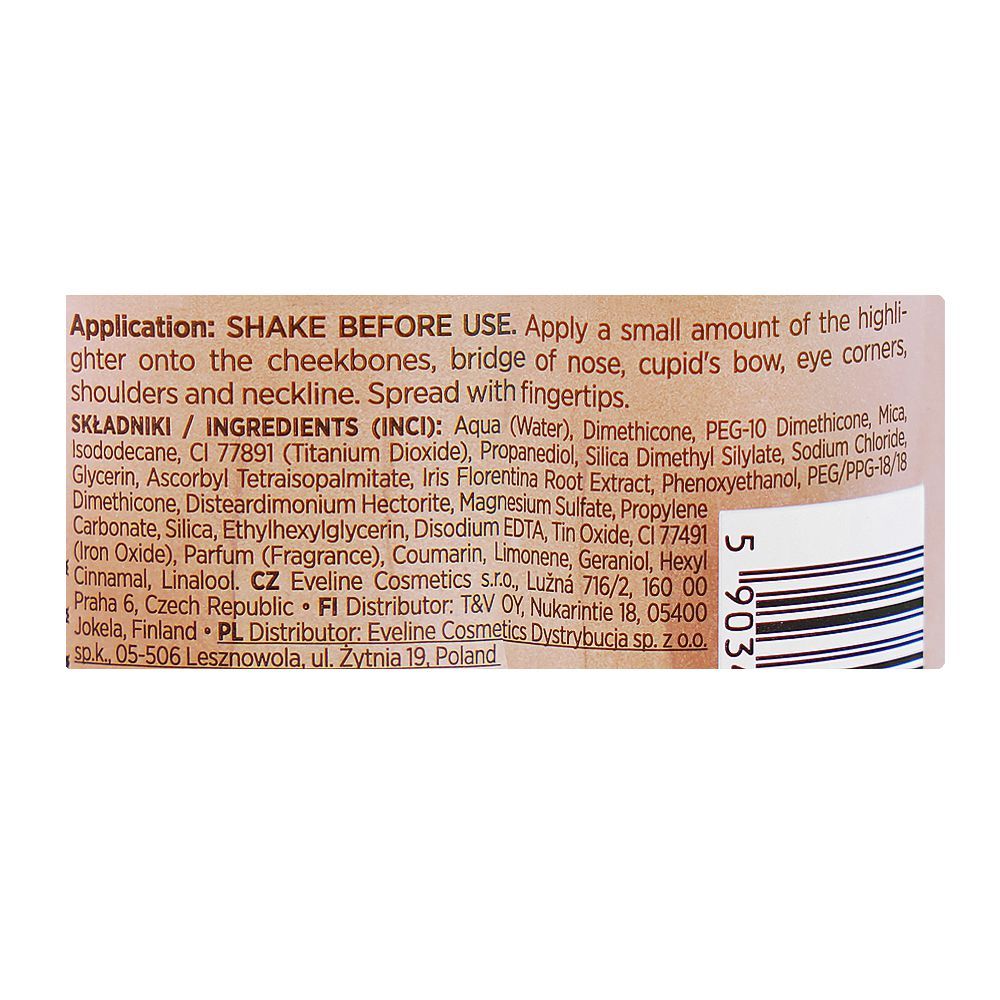 Application: SHAKE BEFORE USE. Apply a small amount of the highli-
ghter onto the cheekbones, bridge of nose, cupid's bow, eye corners,
shoulders and neckline. Spread with fingertips.
SKŁADNIKI / INGREDIENTS (INCI): Aqua (Water), Dimethicone, PEG-10 Dimethicone, Mica,
Isododecane, CI 77891 (Titanium Dioxide), Propanediol, Silica Dimethyl Silylate, Sodium Chloride,
Glycerin, Ascorbyl Tetraisopalmitate, Iris Florentina Root Extract, Phenoxyethanol, PEG/PPG-18/18
Dimethicone, Disteardimonium Hectorite, Magnesium Sulfate, Propylene
Carbonate, Silica, Ethylhexylglycerin, Disodium EDTA, Tin Oxide, CI 77491
(Iron Oxide), Parfum (Fragrance), Coumarin, Limonene, Geraniol, Hexyl
Cinnamal, Linalool. CZ Eveline Cosmetics s.r.o., Lužná 716/2, 160 00
Praha 6, Czech Republic • FI Distributor: T&V OY, Nukarintie 18, 05400
Jokela, Finland • PL Distributor: Eveline Cosmetics Dystrybucja sp. z o.o.
sp.k., 05-506 Lesznowola, ul. Żytnia 19, Poland
5 903